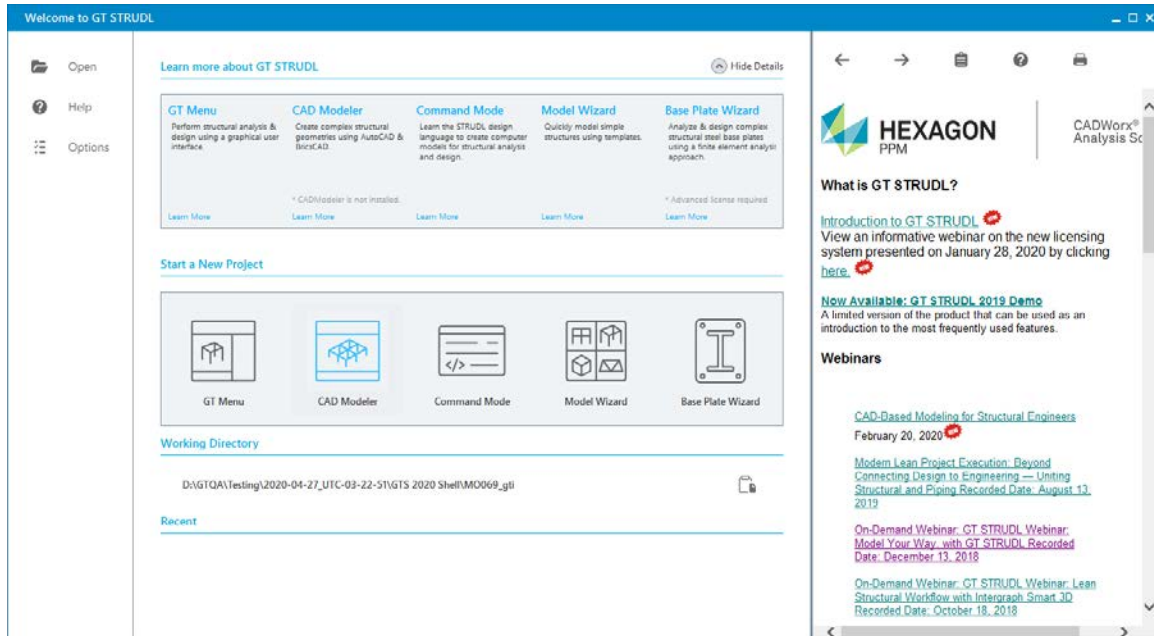 Welcome to GT STRUDL
Open
Help
Options
Learn more about GT STRUDL
Hide Details
GT Menu
Perform structural analysis &
design using a graphical user
interface.
Learn More
CAD Modeler
Create complex structural
geometries using AutoCAD &
BricsCAD.
* CADModeler is not installed.
Learn More
Command Mode
Learn the STRUDL design
language to create computer
models for structural analysis
and design.
Learn More
Model Wizard
Quickly model simple
structures using templates.
Learn More
Base Plate Wizard
Analyze & design complex
structural steel base plates
using a finite element analysis
approach.
* Advanced license required
Learn More
Start a New Project
GT Menu
CAD Modeler
Command Mode
Model Wizard
Base Plate Wizard
Working Directory
D:\GTQA\Testing\2020-04-27_UTC-03-22-51\GTS 2020 Shell\MO069_gti
Recent
HEXAGON
PPM
CADWorx®
Analysis So
What is GT STRUDL?
Introduction to GT STRUDL
View an informative webinar on the new licensing
system presented on January 28, 2020 by clicking
here.
Now Available: GT STRUDL 2019 Demo
A limited version of the product that can be used as an
introduction to the most frequently used features.
Webinars
CAD-Based Modeling for Structural Engineers
February 20, 2020
Modern Lean Project Execution: Beyond
Connecting Design to Engineering — Uniting
Structural and Piping Recorded Date: August 13,
2019
On-Demand Webinar: GT STRUDL Webinar:
Model Your Way, with GT STRUDL Recorded
Date: December 13, 2018
On-Demand Webinar: GT STRUDL Webinar: Lean
Structural Workflow with Intergraph Smart 3D
Recorded Date: October 18, 2018